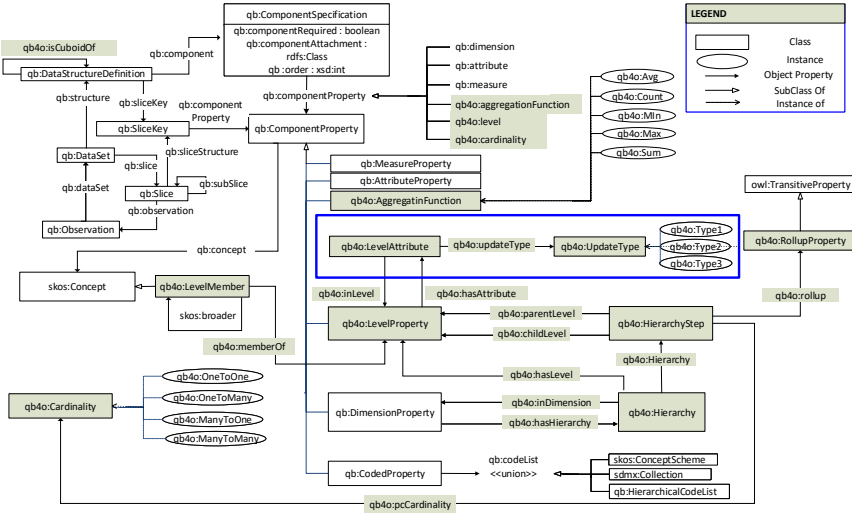 qb:ComponentSpecification
qb:componentRequired : boolean
qb:componentAttachment :
rdfs:Class
qb :order : xsd:int
LEGEND
Class
Instance
Object Property
SubClass Of
Instance of
qb4o:isCuboidOf
qb:component
qb:DataStructureDefinition
qb:structure
qb:sliceKey
qb:component
Property
qb:componentProperty
qb:dimension
qb:attribute
qb:measure
qb4o:aggregationFunction
qb4o:level
qb4o:cardinality
qb4o:Avg
qb4o:Count
qb4o:MIn
qb4o:Max
qb4o:Sum
qb:SliceKey
qb:ComponentProperty
qb:sliceStructure
qb:DataSet
qb:slice
qb:dataSet
qb:Slice
qb:subSlice
qb:observation
qb:Observation
qb:MeasureProperty
qb:AttributeProperty
qb4o:AggregatinFunction
owl:TransitiveProperty
qb:concept
qb4o:LevelAttribute
qb4o:updateType
qb4o:UpdateType
qb4o:Type1
qb4o:Type2
qb4o:Type3
qb4o:RollupProperty
skos:Concept
qb4o:LevelMember
skos:broader
qb4o:inLevel
qb4o:hasAttribute
qb4o:rollup
qb4o:memberOf
qb4o:LevelProperty
qb4o:parentLevel
qb4o:childLevel
qb4o:HierarchyStep
qb4o:Hierarchy
qb4o:hasLevel
qb4o:Cardinality
qb4o:OneToOne
qb4o:OneToMany
qb4o:ManyToOne
qb4o:ManyToMany
qb:DimensionProperty
qb4o:inDimension
qb4o:hasHierarchy
qb4o:Hierarchy
qb:CodedProperty
qb:codeList
<<union>>
skos:ConceptScheme
sdmx:Collection
qb:HierarchicalCodeList
qb4o:pcCardinality